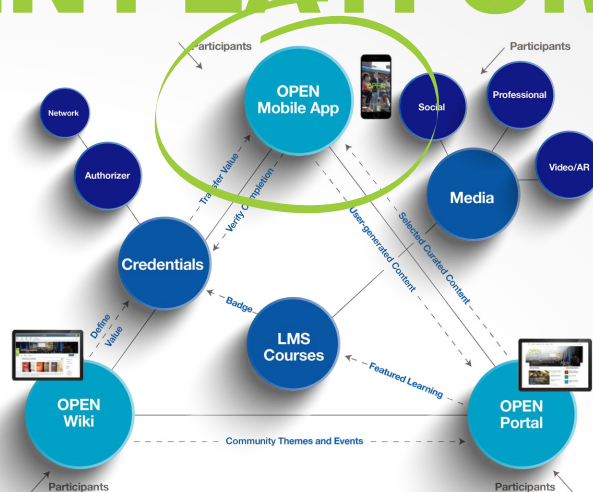 Participants
Participants
OPEN
Mobile App
Social
Professional
Network
Video/AR
Authorizer
Media
Transfer Value
Verify Completion
User-generated Content
Selected Curated Content
Credentials
Badge
Define
Value
LMS
Courses
Featured Learning
OPEN
Wiki
OPEN
Portal
Community Themes and Events
Participants
Participants